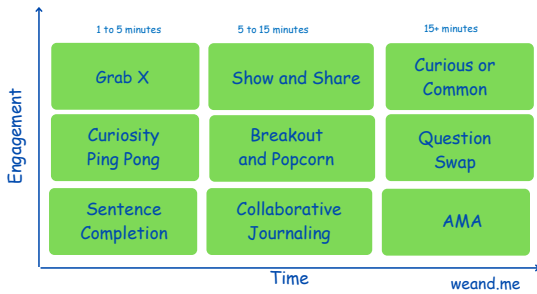 1 to 5 minutes
5 to 15 minutes
15+ minutes
Grab X
Show and Share
Curious or
Common
Curiosity
Ping Pong
Breakout
and Popcorn
Question
Swap
Sentence
Completion
Collaborative
Journaling
AMA
Engagement
Time
weand.me